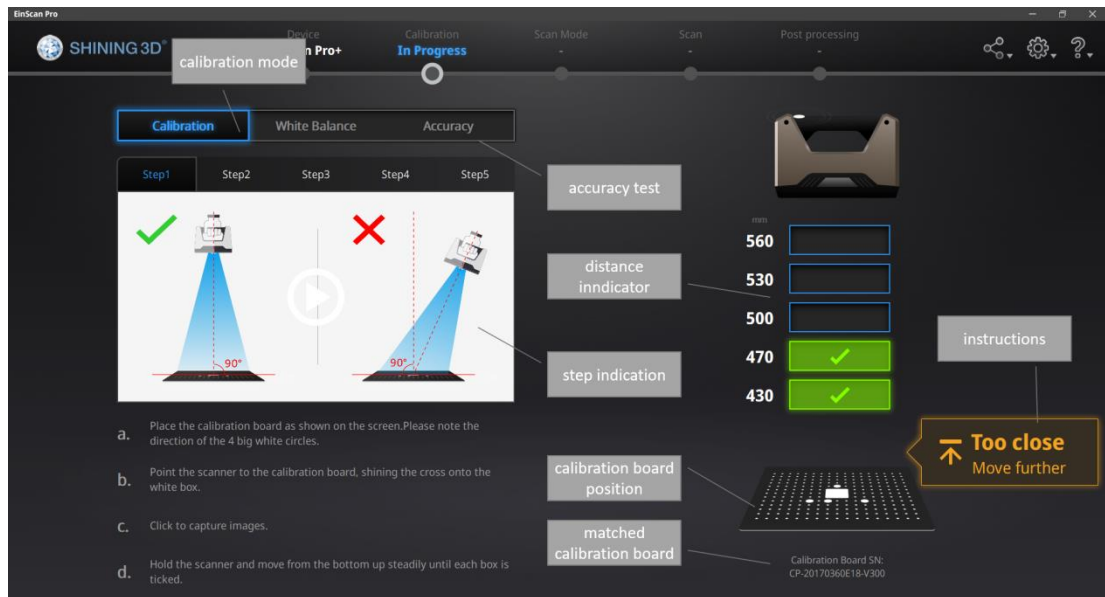 EinScan Pro
SHINING 3D®
Device
n Pro+
Calibration
In Progress
Scan Mode
-
Scan
-
Post processing
-
calibration mode
Calibration
White Balance
Accuracy
Step1
Step2
Step3
Step4
Step5
90°
90°
accuracy test
distance
inndicator
step indication
mm
560
530
500
470
430
instructions
Too close
Move further
a. Place the calibration board as shown on the screen.Please note the
direction of the 4 big white circles.
b. Point the scanner to the calibration board, shining the cross onto the
white box.
c. Click to capture images.
d. Hold the scanner and move from the bottom up steadily until each box is
ticked.
calibration board
position
matched
calibration board
Calibration Board SN:
CP-20170360E18-V300